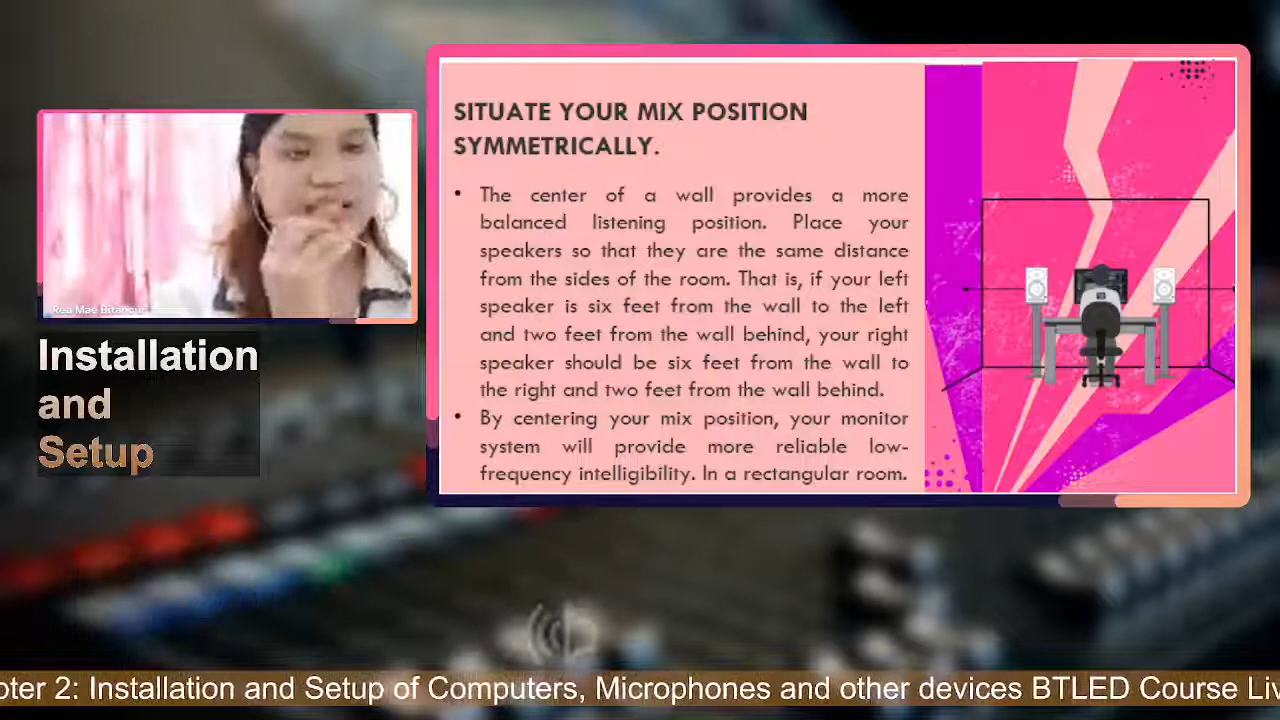 SITUATE YOUR MIX POSITION
SYMMETRICALLY.
• The center of a wall provides a more
balanced listening position. Place your
speakers so that they are the same distance
from the sides of the room. That is, if your left
speaker is six feet from the wall to the left
and two feet from the wall behind, your right
speaker should be six feet from the wall to
the right and two feet from the wall behind.
• By centering your mix position, your monitor
system will provide more reliable low-
frequency intelligibility. In a rectangular room.
Rea Mae
Installation
and
Setup
oter 2: Installation and Setup of Computers, Microphones and other devices BTLED Course Liv